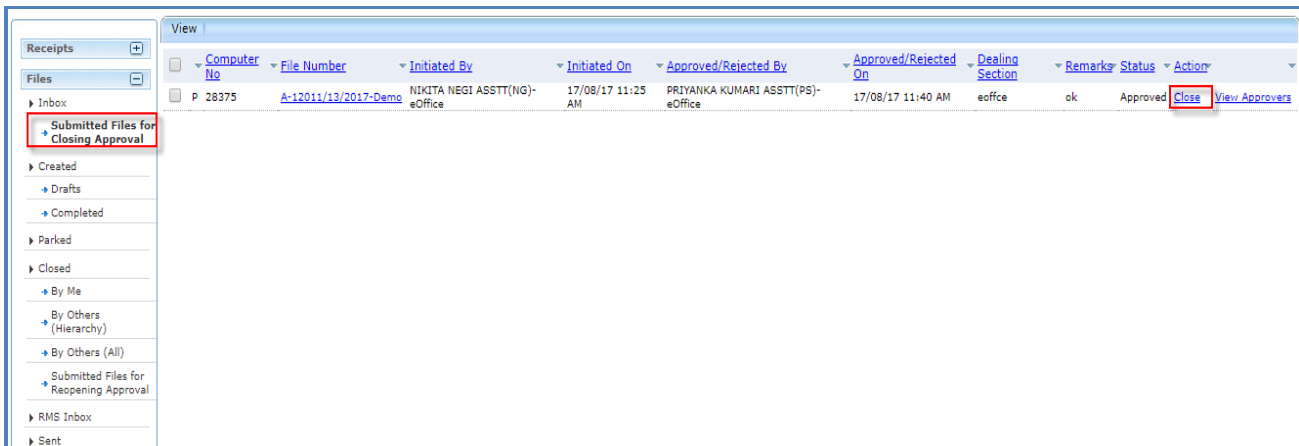 View
Receipts
Files
Inbox
Submitted Files for
Closing Approval
Created
Drafts
Completed
Parked
Closed
By Me
By Others
(Hierarchy)
By Others (All)
Submitted Files for
Reopening Approval
RMS Inbox
Sent
Computer No File Number Initiated By Initiated On Approved/Rejected By Approved/Rejected On Dealing Section Remarks Status Action
P 28375 A-12011/13/2017-Demo NIKITA NEGI ASSTT(NG)-eOffice 17/08/17 11:25 AM PRIYANKA KUMARI ASSTT(PS)-eOffice 17/08/17 11:40 AM eoffce ok Approved Close View Approvers